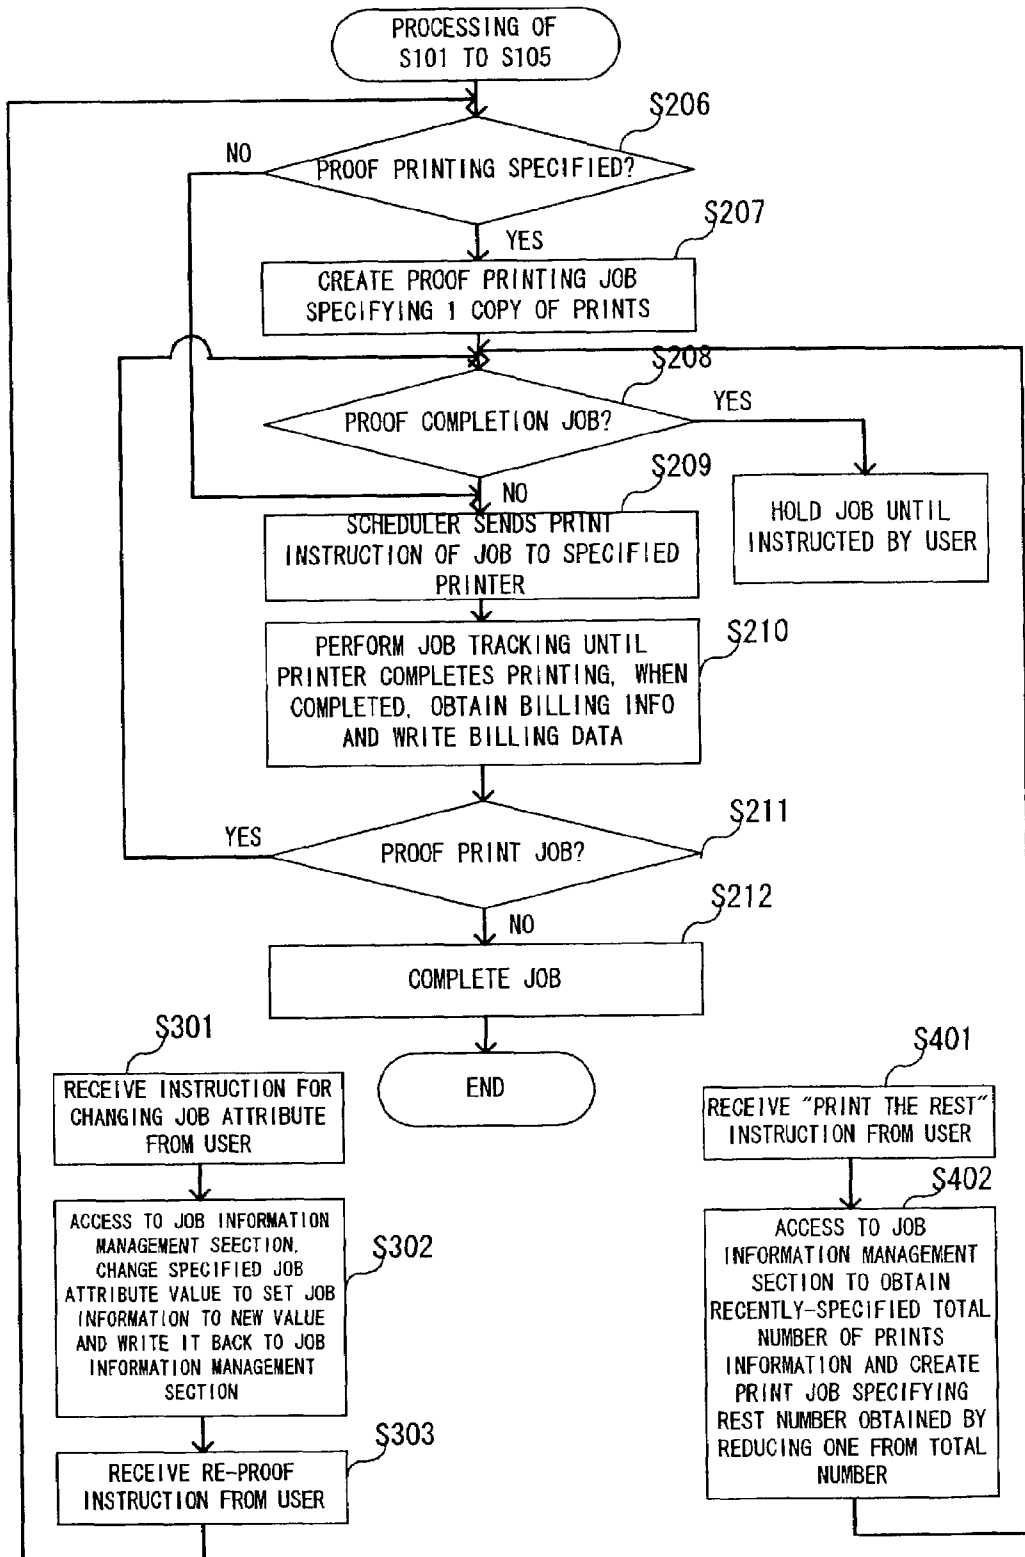 PROCESSING OF
S101 TO S105
S206
NO
PROOF PRINTING SPECIFIED?
S207
YES
CREATE PROOF PRINTING JOB
SPECIFYING 1 COPY OF PRINTS
S208
YES
PROOF COMPLETION JOB?
S209
NO
SCHEDULER SENDS PRINT
INSTRUCTION OF JOB TO SPECIFIED
PRINTER
HOLD JOB UNTIL
INSTRUCTED BY USER
S210
PERFORM JOB TRACKING UNTIL
PRINTER COMPLETES PRINTING, WHEN
COMPLETED, OBTAIN BILLING INFO
AND WRITE BILLING DATA
S211
YES
PROOF PRINT JOB?
S212
NO
COMPLETE JOB
END
S301
RECEIVE INSTRUCTION FOR
CHANGING JOB ATTRIBUTE
FROM USER
S302
ACCESS TO JOB INFORMATION
MANAGEMENT SEECTION,
CHANGE SPECIFIED JOB
ATTRIBUTE VALUE TO SET JOB
INFORMATION TO NEW VALUE
AND WRITE IT BACK TO JOB
INFORMATION MANAGEMENT
SECTION
S303
RECEIVE RE-PROOF
INSTRUCTION FROM USER
S401
RECEIVE "PRINT THE REST"
INSTRUCTION FROM USER
S402
ACCESS TO JOB
INFORMATION MANAGEMENT
SECTION TO OBTAIN
RECENTLY-SPECIFIED TOTAL
NUMBER OF PRINTS
INFORMATION AND CREATE
PRINT JOB SPECIFYING
REST NUMBER OBTAINED BY
REDUCING ONE FROM TOTAL
NUMBER